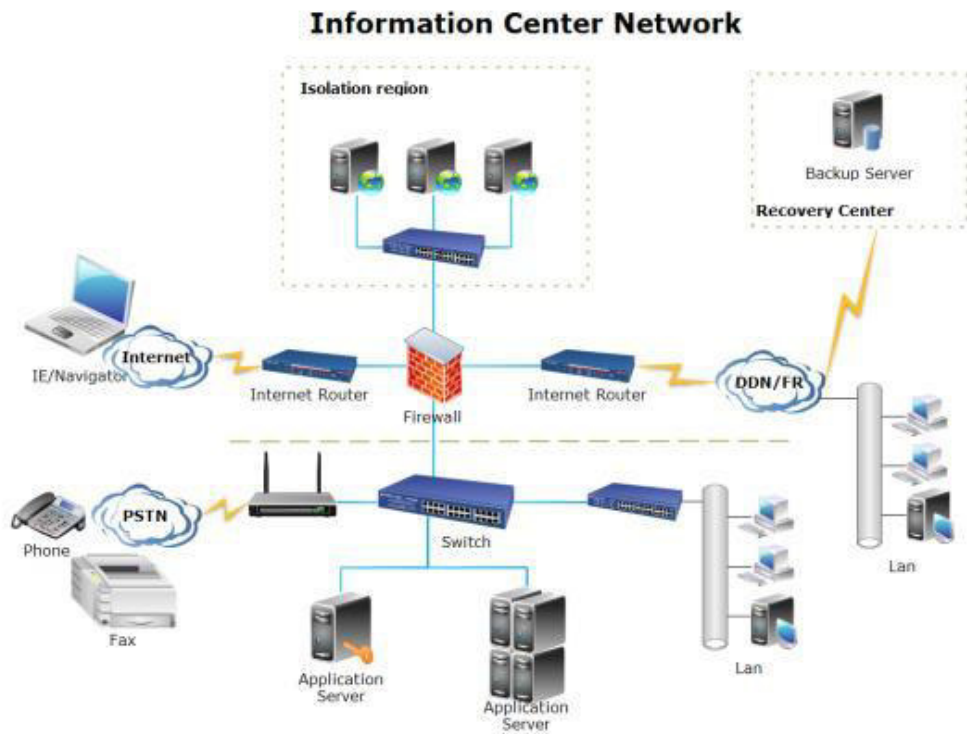 Information Center Network
Isolation region
Backup Server
Recovery Center
Internet
IE/Navigator
Internet Router
Firewall
Internet Router
DDN/FR
PSTN
Phone
Fax
Switch
Lan
Lan
Application
Server
Application
Server